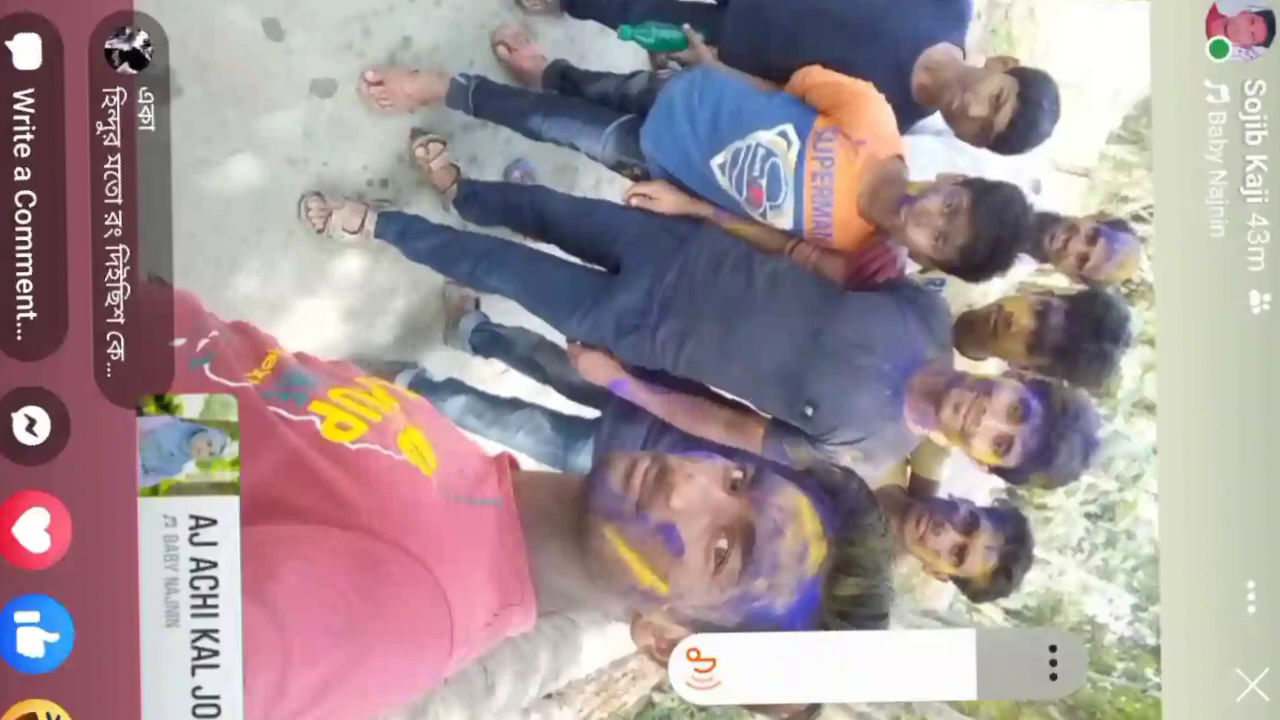 Sojib Kaji 43m
Baby Najnin
SUPERMAN
AJ ACHI KAL JO
BABY NAJNIN
একা
হিন্দুর মতো রং দিইছিশ কে...
Write a Comment...